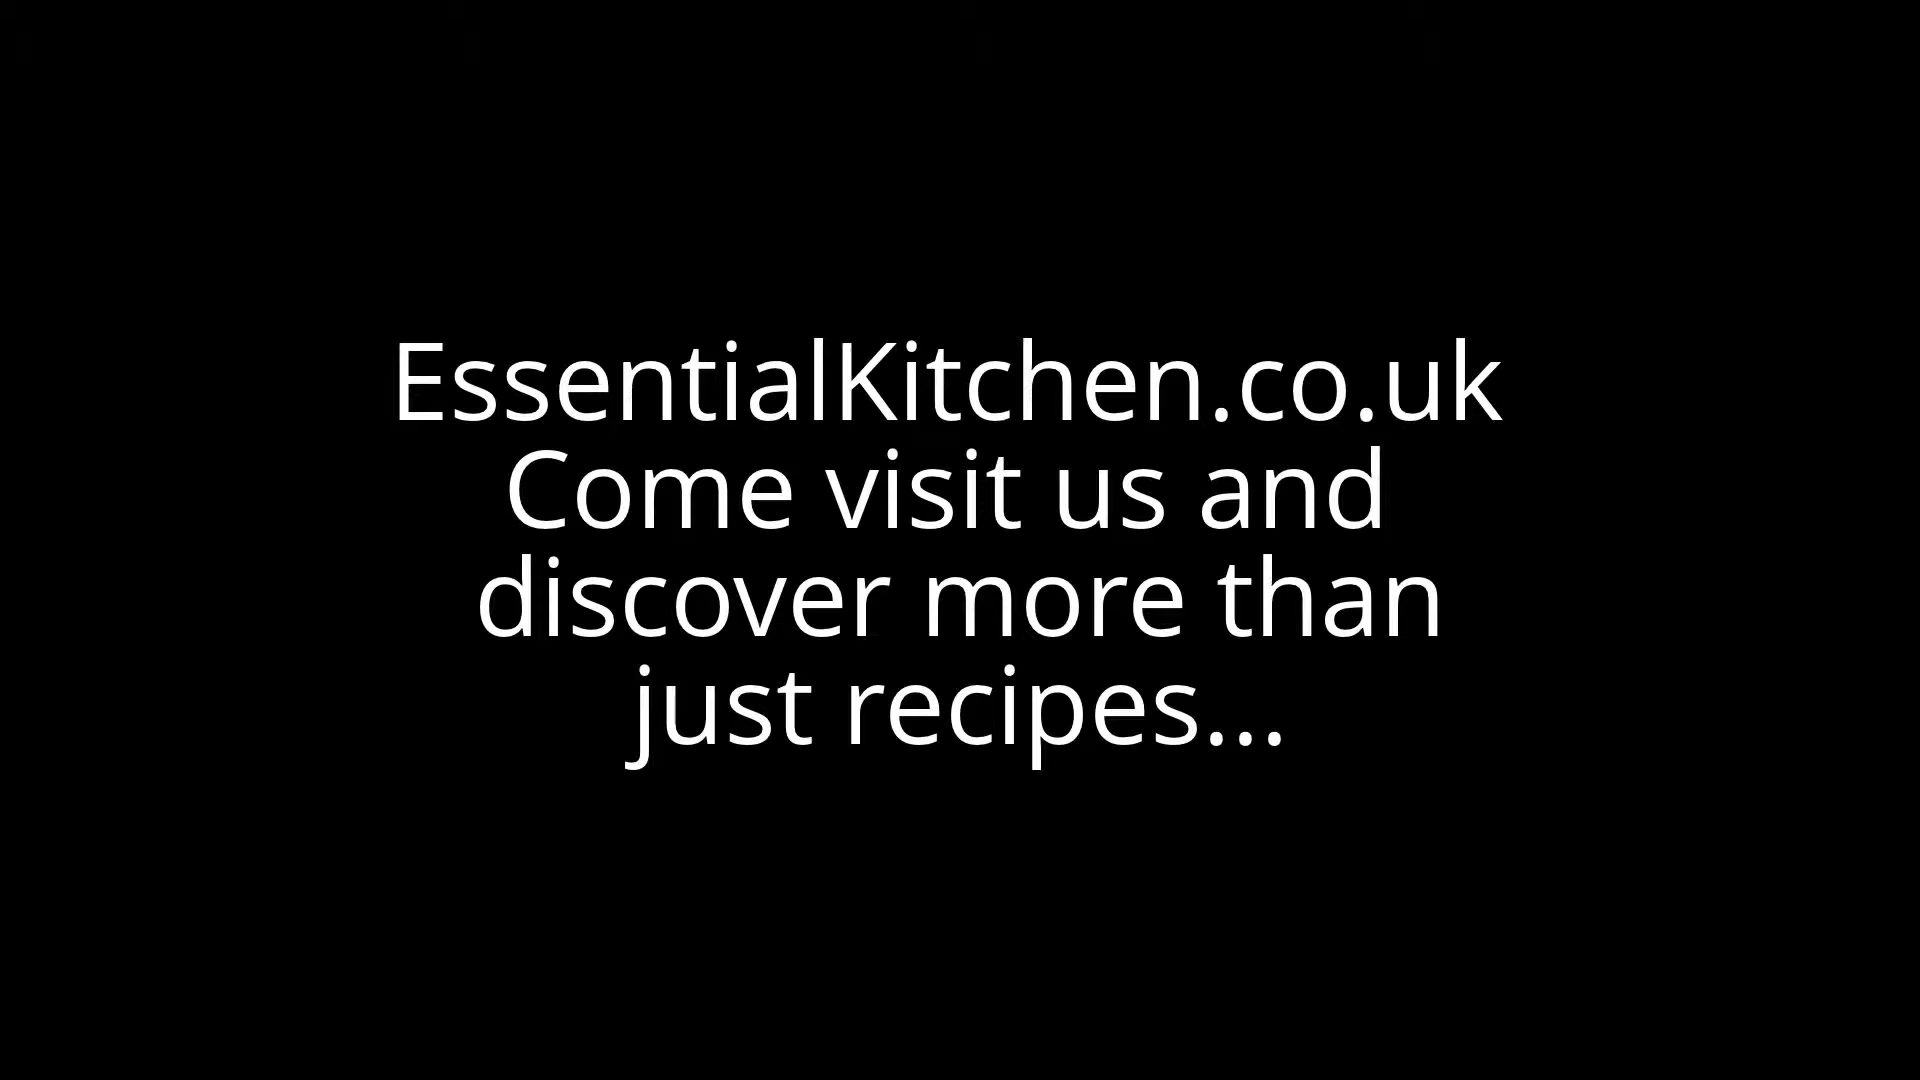 EssentialKitchen.co.uk
Come visit us and
discover more than
just recipes...